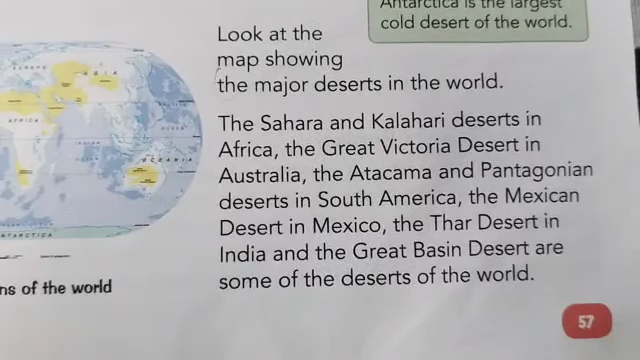 Antarctica is the largest
cold desert of the world.
Look at the
map showing
the major deserts in the world.
The Sahara and Kalahari deserts in
Africa, the Great Victoria Desert in
Australia, the Atacama and Pantagonian
deserts in South America, the Mexican
Desert in Mexico, the Thar Desert in
India and the Great Basin Desert are
some of the deserts of the world.
EUROPE
ASIA
AFRICA
OCEANIA
ANTARCTICA
ns of the world
57